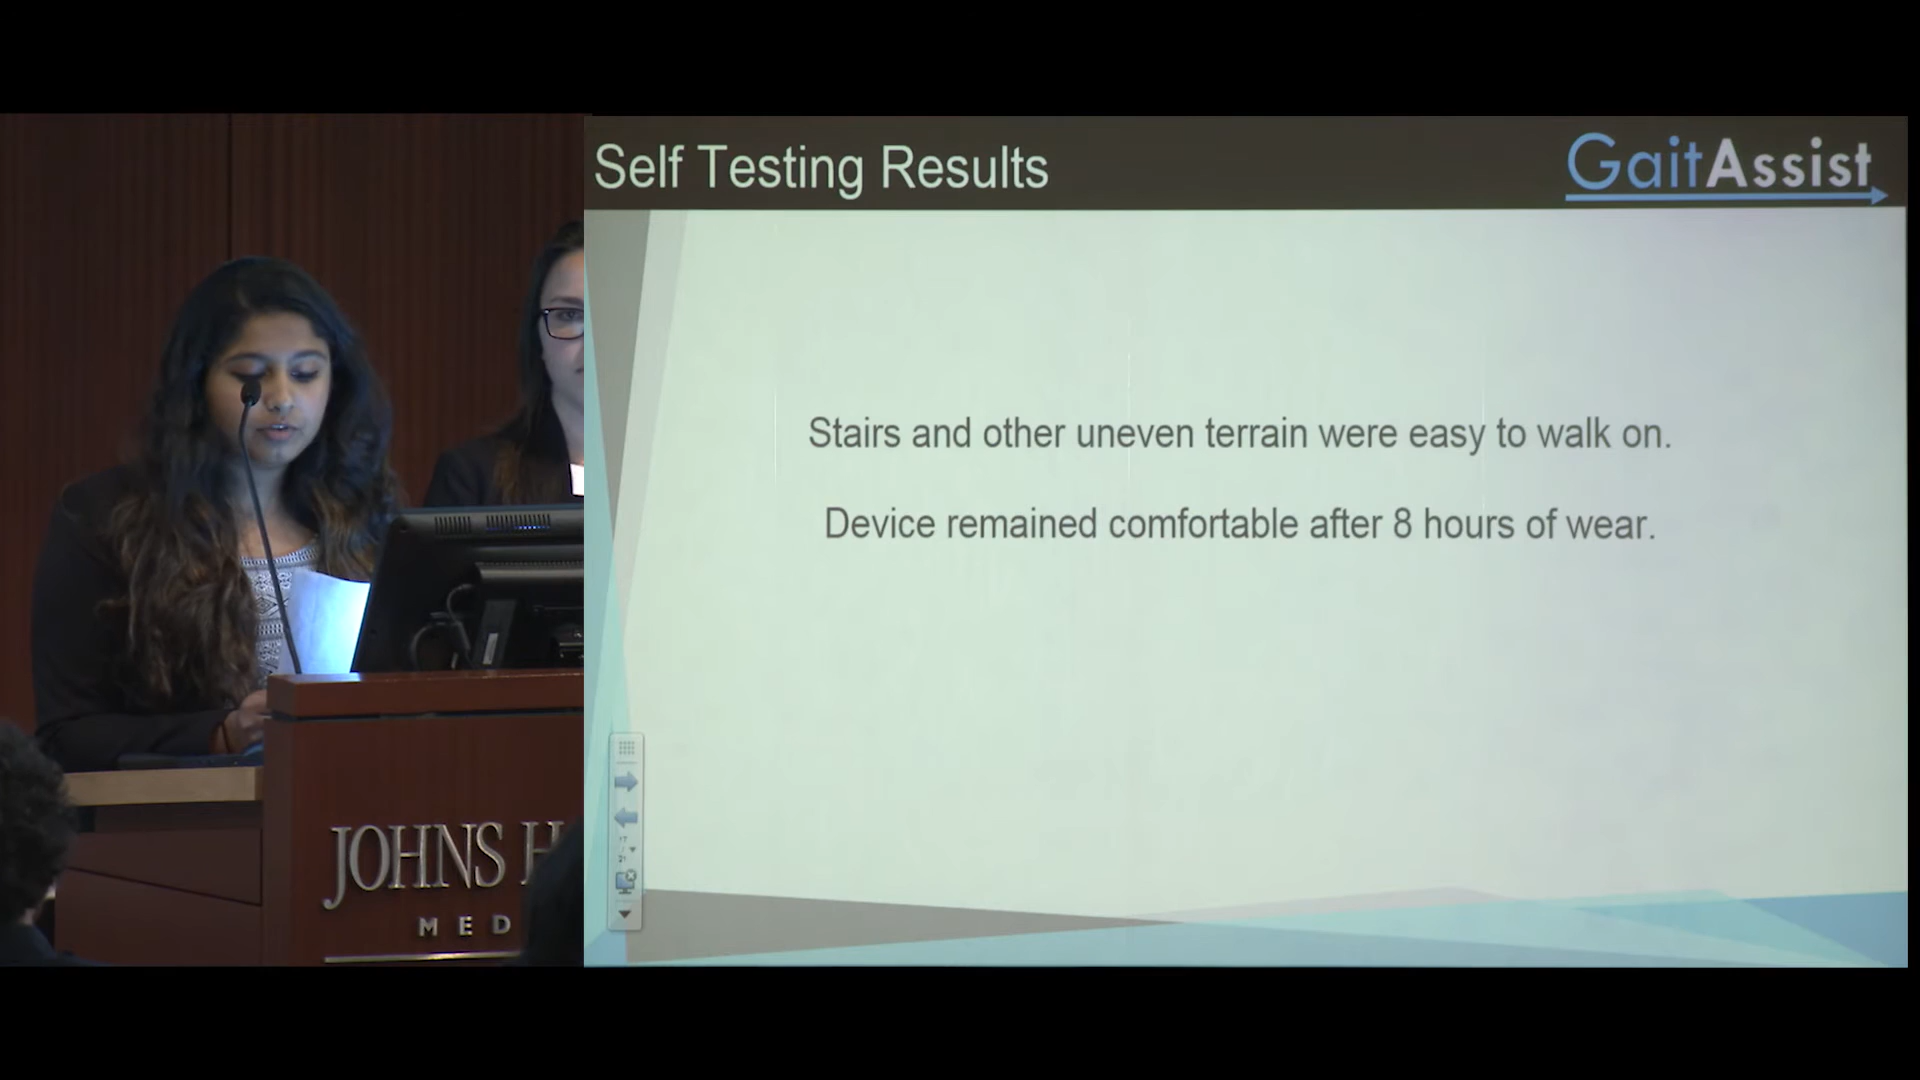 Self Testing Results
GaitAssist
Stairs and other uneven terrain were easy to walk on.
Device remained comfortable after 8 hours of wear.
JOHNS H
MED